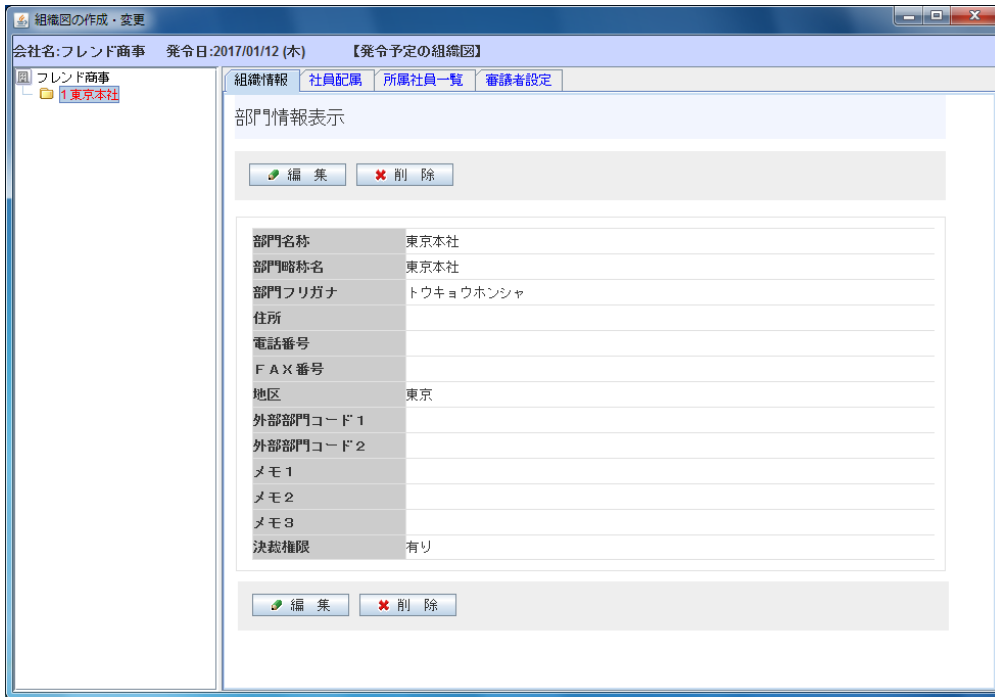 組織図の作成・変更
会社名:フレンド商事 発令日:2017/01/12 (木) 【発令予定の組織図】
フレンド商事
1 東京本社
組織情報 社員配属 所属社員一覧 審議者設定
部門情報表示
編 集 削 除
部門名称 東京本社
部門略称名 東京本社
部門フリガナ トウキョウホンシャ
住所
電話番号
FAX番号
地区 東京
外部部門コード1
外部部門コード2
メモ1
メモ2
メモ3
決裁権限 有り
編 集 削 除